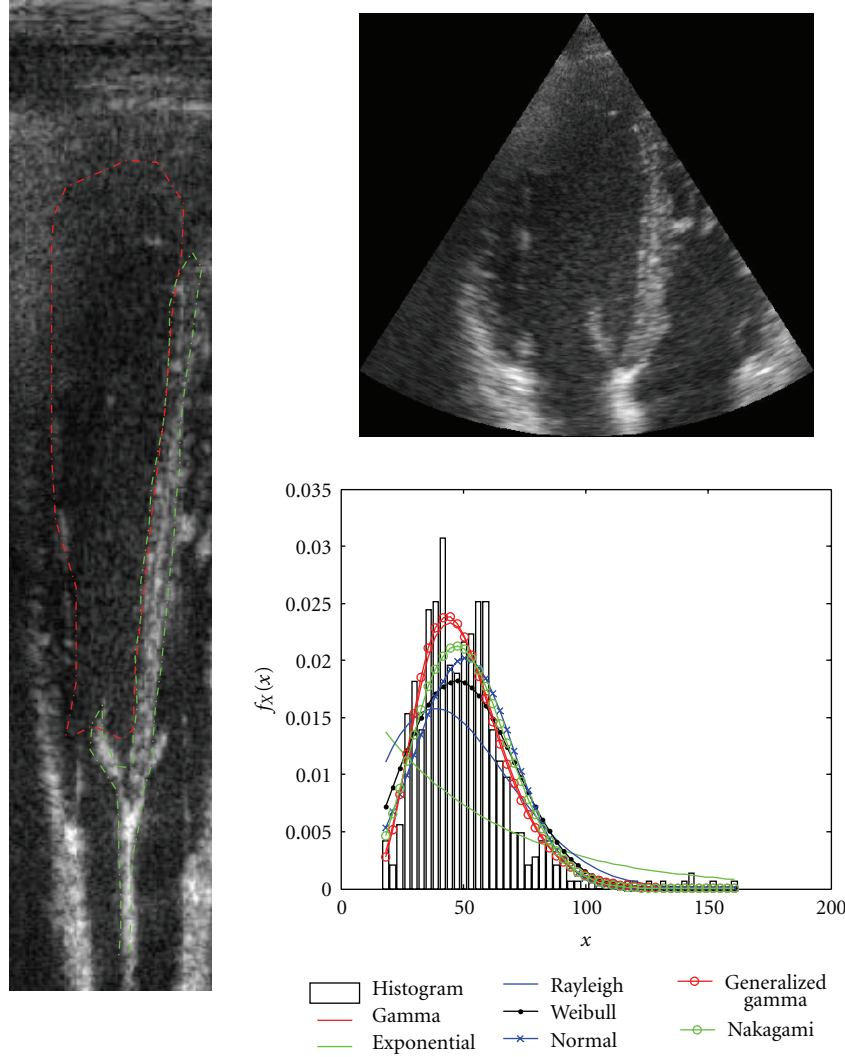 0.035
0.03
0.025
0.02
0.015
0.01
0.005
0
f_X(x)
0 50 100 150 200
x
Histogram
Gamma
Exponential
Rayleigh
Weibull
Normal
Generalized
gamma
Nakagami